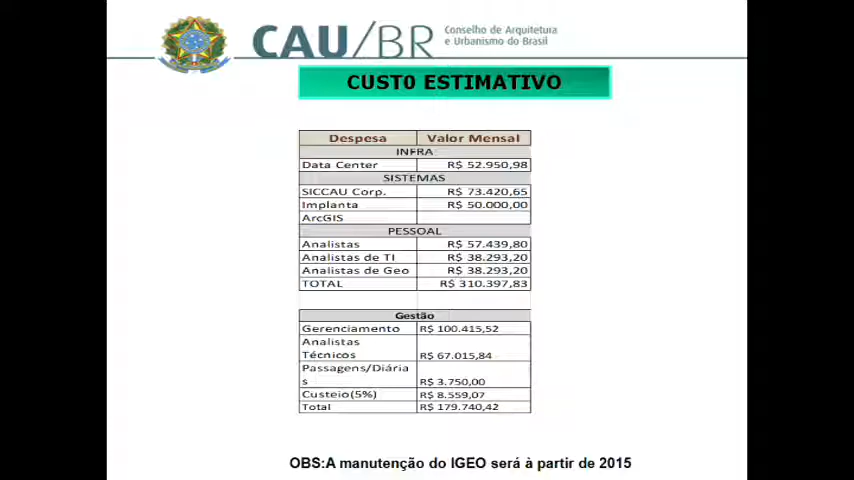 CAU/BR Conselho de Arquitetura
e Urbanismo do Brasil
CUST0 ESTIMATIVO
Despesa Valor Mensal
INFRA
Data Center R$ 52.950,98
SISTEMAS
SICCAU Corp. R$ 73.420,65
Implanta R$ 50.000,00
ArcGIS
PESSOAL
Analistas R$ 57.439,80
Analistas de TI R$ 38.293,20
Analistas de Geo R$ 38.293,20
TOTAL R$ 310.397,83
Gestão
Gerenciamento R$ 100.415,52
Analistas
Técnicos R$ 67.015,84
Passagens/Diária
s R$ 3.750,00
Custeio(5%) R$ 8.559,07
Total R$ 179.740,42
OBS:A manutenção do IGEO será à partir de 2015